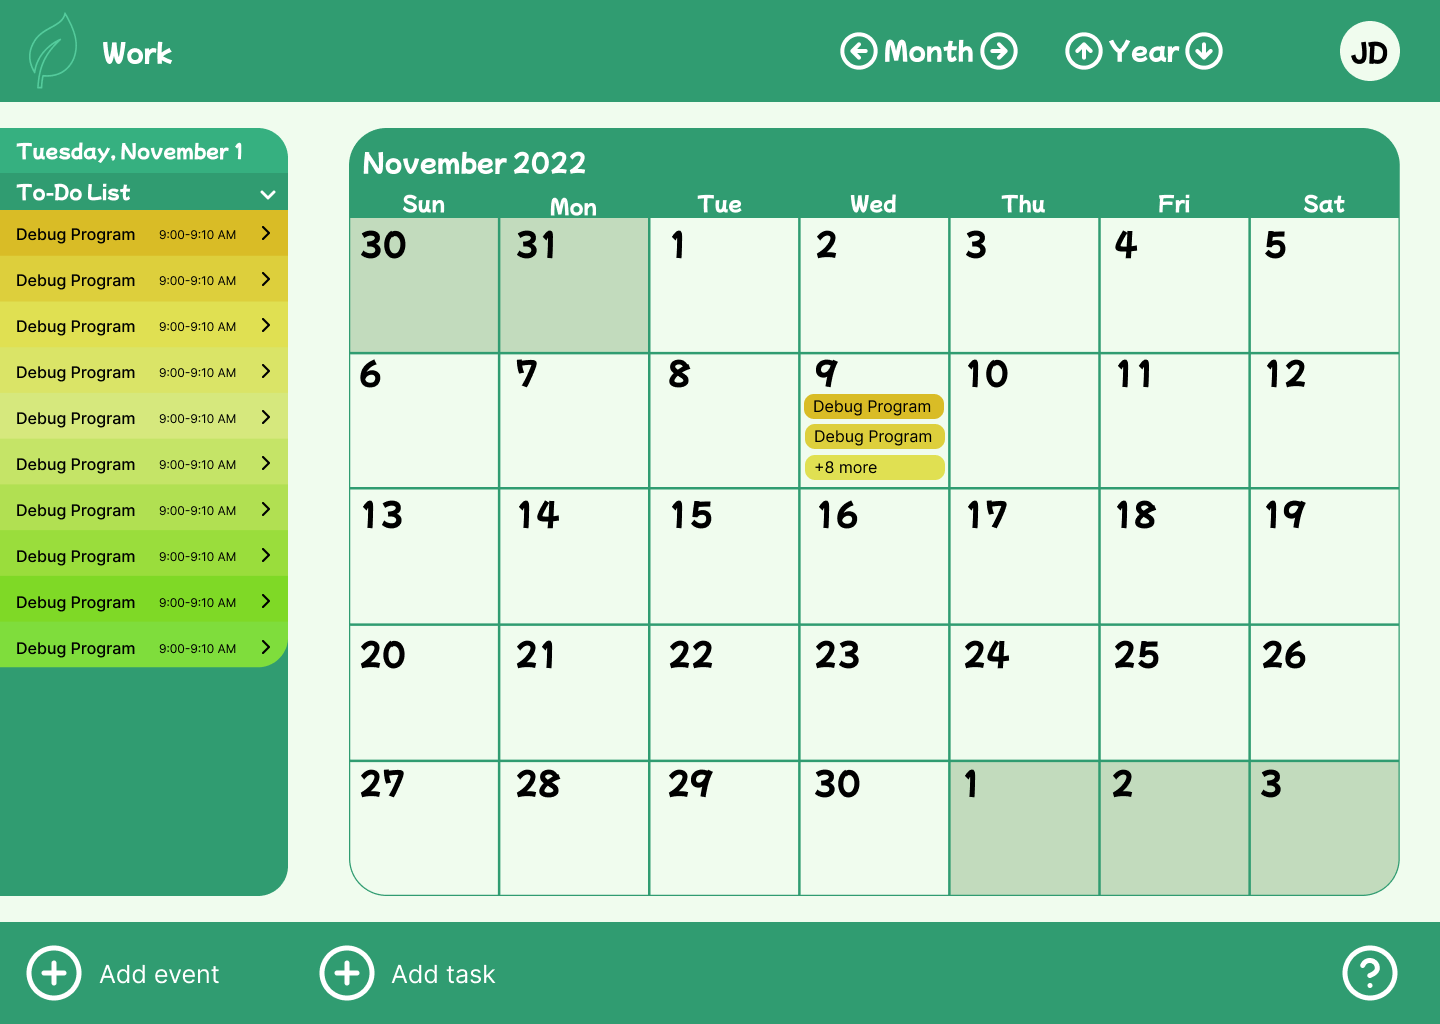 Work
Month
Year
JD
Tuesday, November 1
To-Do List
Debug Program 9:00-9:10 AM
Debug Program 9:00-9:10 AM
Debug Program 9:00-9:10 AM
Debug Program 9:00-9:10 AM
Debug Program 9:00-9:10 AM
Debug Program 9:00-9:10 AM
Debug Program 9:00-9:10 AM
Debug Program 9:00-9:10 AM
Debug Program 9:00-9:10 AM
Debug Program 9:00-9:10 AM
November 2022
Sun Mon Tue Wed Thu Fri Sat
30 31 1 2 3 4 5
6 7 8 9 10 11 12
Debug Program
Debug Program
+8 more
13 14 15 16 17 18 19
20 21 22 23 24 25 26
27 28 29 30 1 2 3
Add event
Add task
?